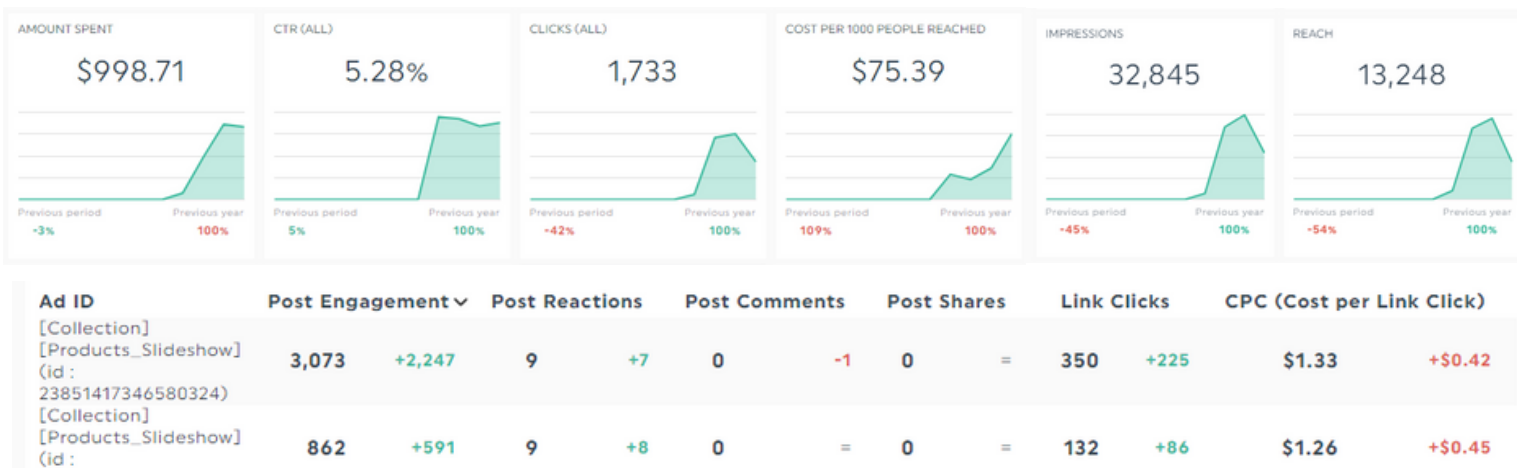 AMOUNT SPENT
$998.71
Previous period Previous year
-3% 100%
CTR (ALL)
5.28%
Previous period Previous year
5% 100%
CLICKS (ALL)
1,733
Previous period Previous year
-42% 100%
COST PER 1000 PEOPLE REACHED
$75.39
Previous period Previous year
109% 100%
IMPRESSIONS
32,845
Previous period Previous year
-45% 100%
REACH
13,248
Previous period Previous year
-54% 100%
Ad ID Post Engagement Post Reactions Post Comments Post Shares Link Clicks CPC (Cost per Link Click)
[Collection]
[Products_Slideshow]
(id :
23851417346580324)
3,073 +2,247 9 +7 0 -1 0 = 350 +225 $1.33 +$0.42
[Collection]
[Products_Slideshow]
(id :
862 +591 9 +8 0 = 0 = 132 +86 $1.26 +$0.45